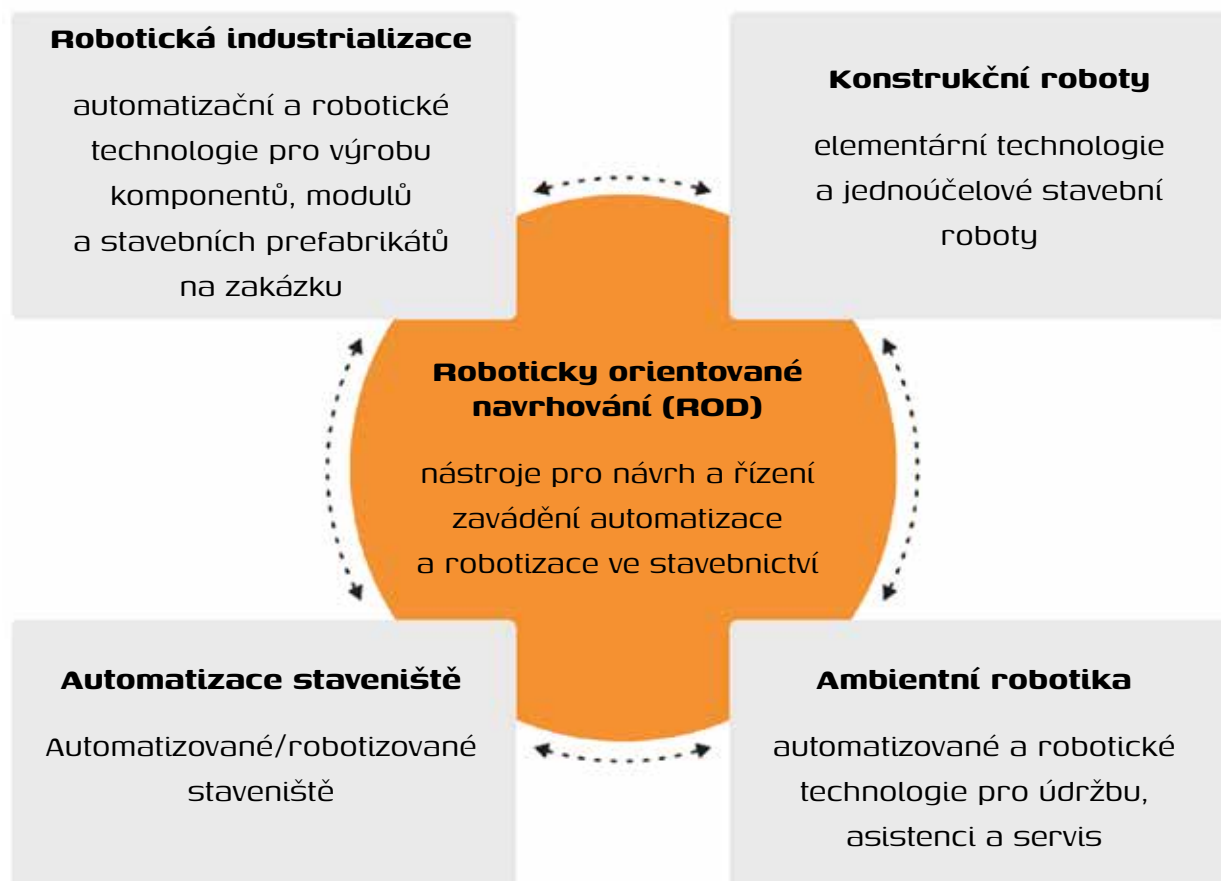 Robotická industrializace
automatizační a robotické
technologie pro výrobu
komponentů, modulů
a stavebních prefabrikátů
na zakázku
Konstrukční roboty
elementární technologie
a jednoúčelové stavební
roboty
Roboticky orientované
navrhování (ROD)
nástroje pro návrh a řízení
zavádění automatizace
a robotizace ve stavebnictví
Automatizace staveniště
Automatizované/robotizované
staveniště
Ambientní robotika
automatizované a robotické
technologie pro údržbu,
asistenci a servis